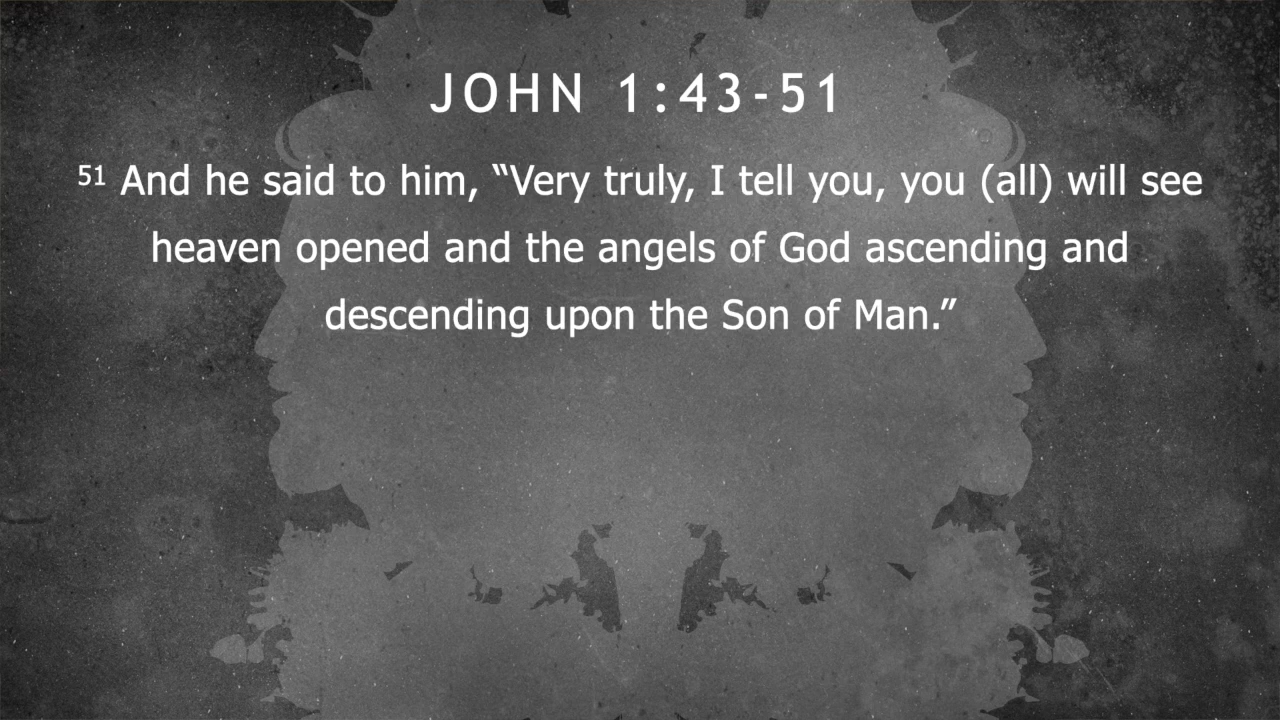 JOHN 1:43-51
51 And he said to him, “Very truly, I tell you, you (all) will see
heaven opened and the angels of God ascending and
descending upon the Son of Man.”